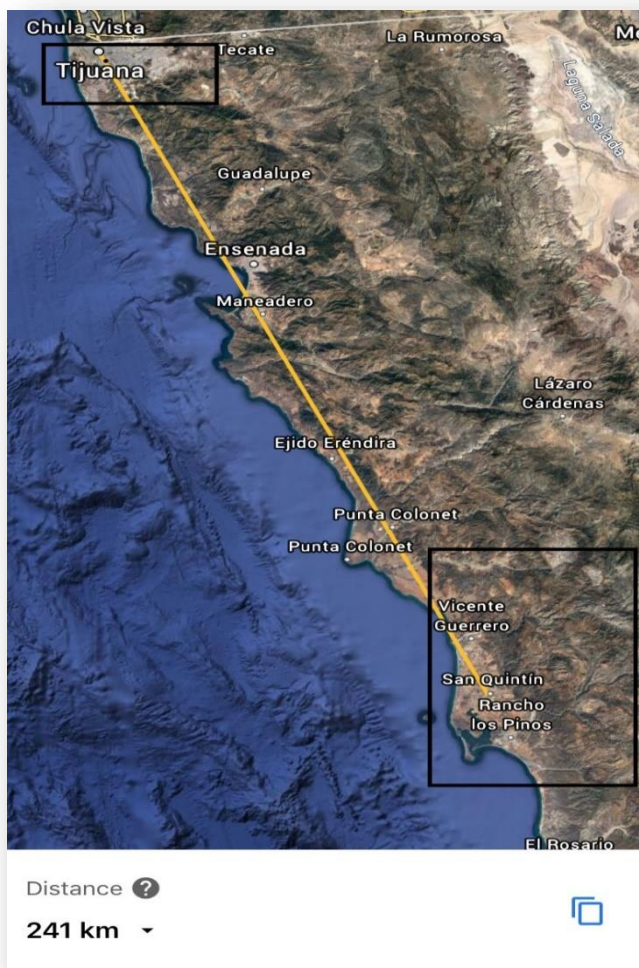 Chula Vista
La Rumorosa
Tecate
Tijuana
Laguna Salada
Guadalupe
Ensenada
Maneadero
Lázaro
Cárdenas
Ejido Eréndira
Punta Colonet
Punta Colonet
Vicente
Guerrero
San Quintín
Rancho
los Pinos
El Rosario
Distance ?
241 km